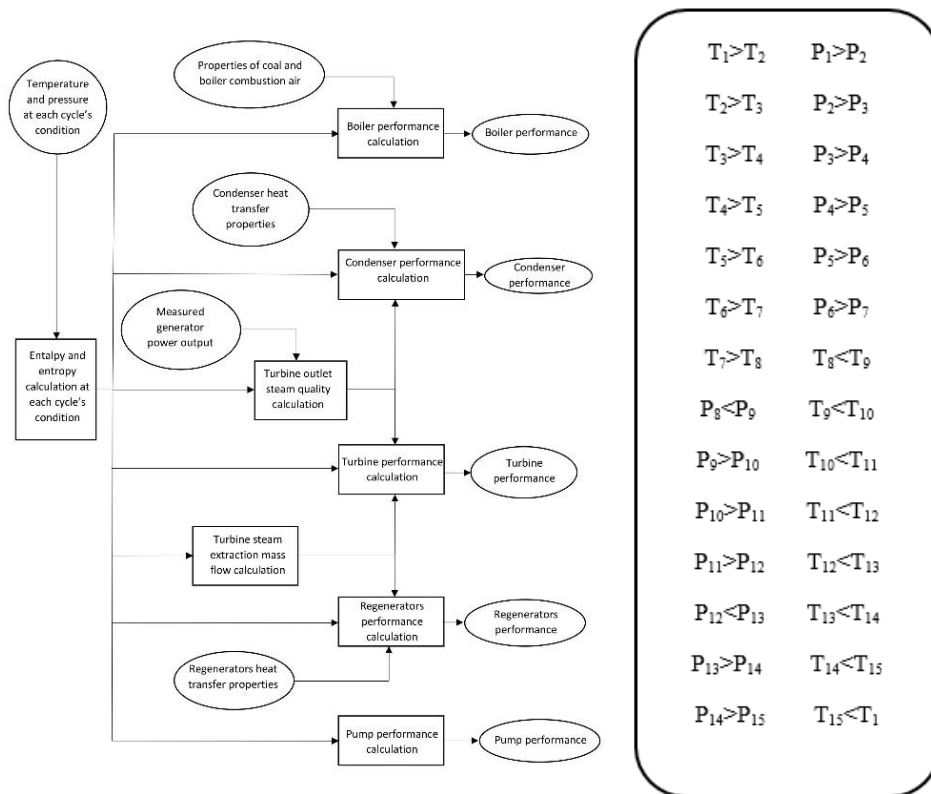 Properties of coal and
boiler combustion air
Temperature
and pressure
at each cycle's
condition
Boiler performance
calculation
Boiler performance
Condenser heat
transfer
properties
Condenser performance
calculation
Condenser
performance
Measured
generator
power output
Entalpy and
entropy
calculation at
each cycle's
condition
Turbine outlet
steam quality
calculation
Turbine performance
calculation
Turbine
performance
Turbine steam
extraction mass
flow calculation
Regenerators
performance
calculation
Regenerators
performance
Regenerators heat
transfer properties
Pump performance
calculation
Pump performance
T₁>T₂ P₁>P₂
T₂>T₃ P₂>P₃
T₃>T₄ P₃>P₄
T₄>T₅ P₄>P₅
T₅>T₆ P₅>P₆
T₆>T₇ P₆>P₇
T₇>T₈ T₈<T₉
P₈<P₉ T₉<T₁₀
P₉>P₁₀ T₁₀<T₁₁
P₁₀>P₁₁ T₁₁<T₁₂
P₁₁>P₁₂ T₁₂<T₁₃
P₁₂<P₁₃ T₁₃<T₁₄
P₁₃>P₁₄ T₁₄<T₁₅
P₁₄>P₁₅ T₁₅<T₁